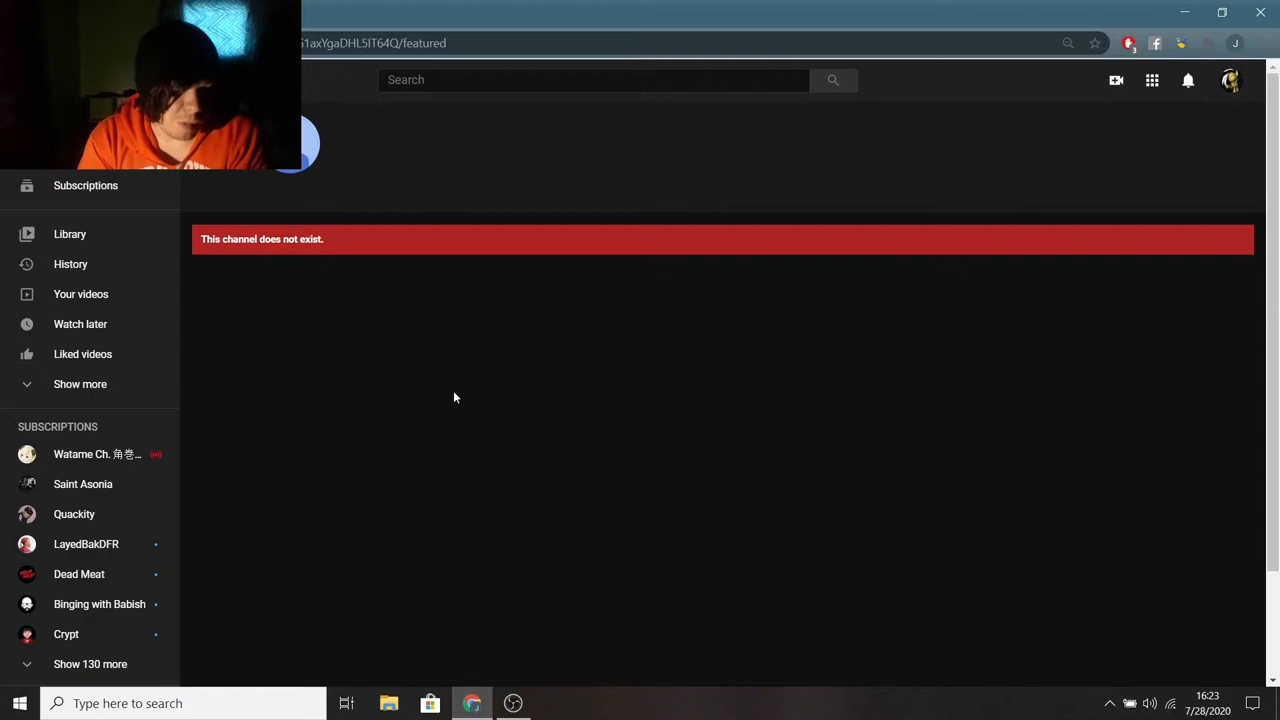 S1axYgaDHL5IT64Q/featured
3
J
Search
Subscriptions
Library
This channel does not exist.
History
Your videos
Watch later
Liked videos
Show more
SUBSCRIPTIONS
Watame Ch. 角巻...
Saint Asonia
Quackity
LayedBakDFR
Dead Meat
Binging with Babish
Crypt
Show 130 more
Type here to search
16:23
7/28/2020